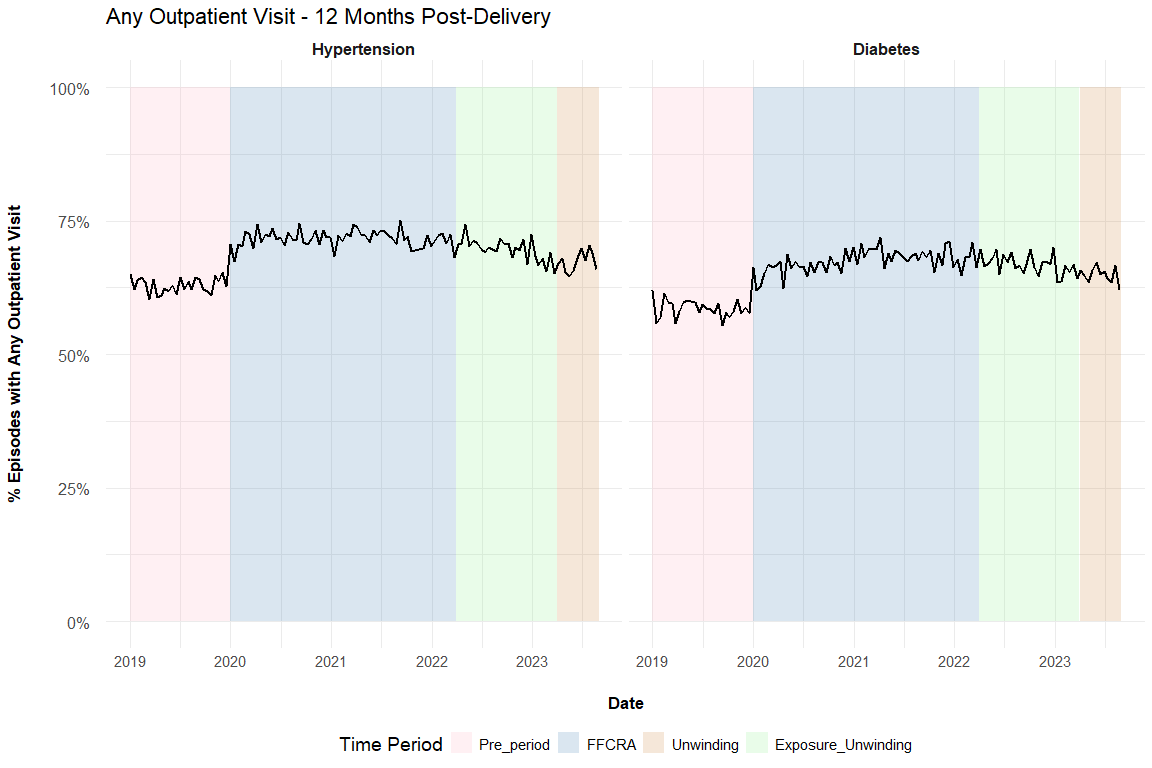 Any Outpatient Visit - 12 Months Post-Delivery
Hypertension
Diabetes
100%
75%
50%
25%
0%
% Episodes with Any Outpatient Visit
2019 2020 2021 2022 2023
2019 2020 2021 2022 2023
Date
Time Period Pre_period FFCRA Unwinding Exposure_Unwinding